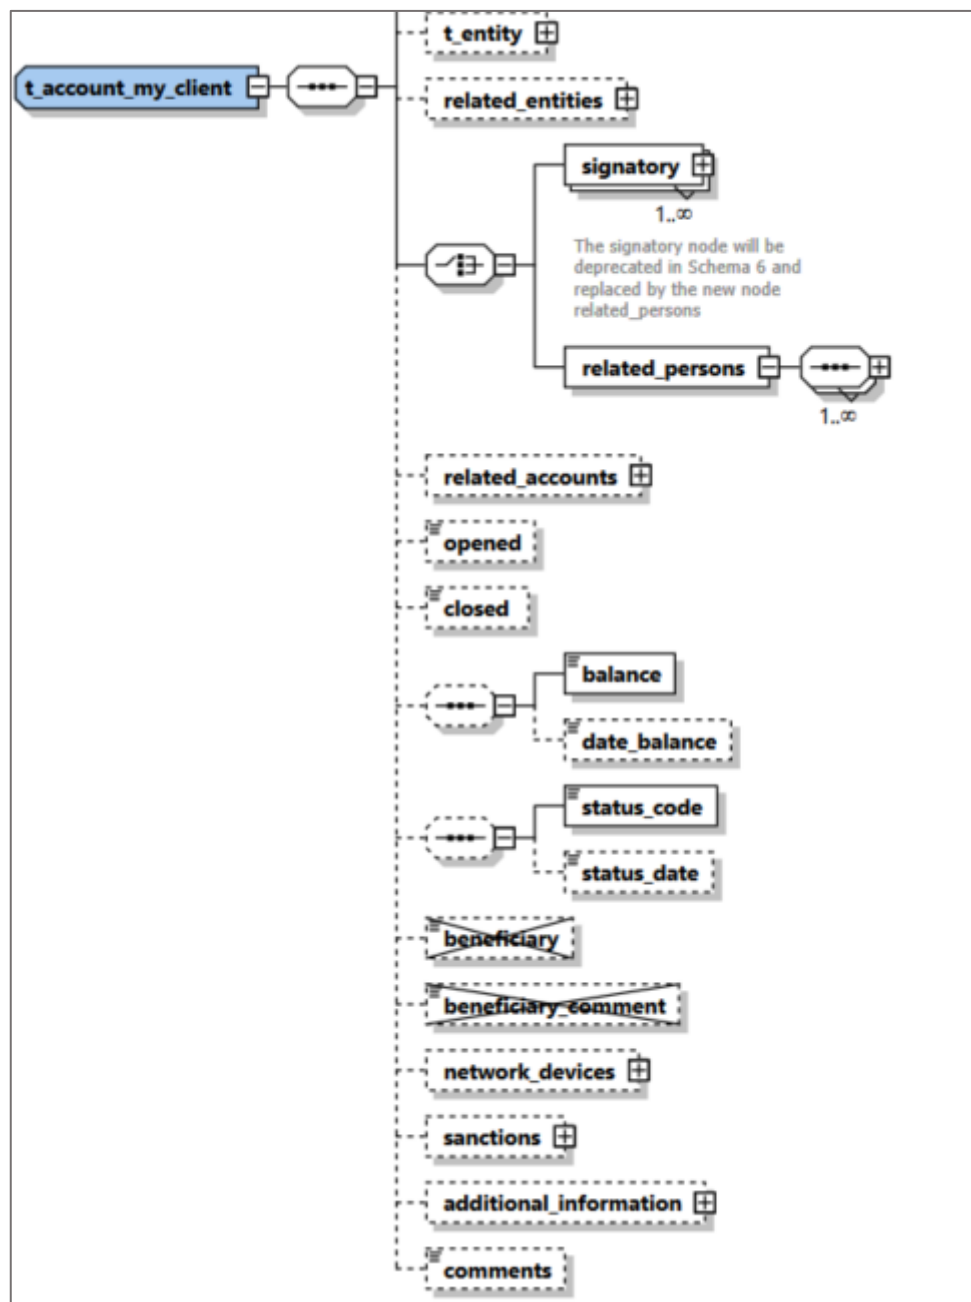 t_entity
t_account_my_client
related_entities
signatory
1..∞
The signatory node will be
deprecated in Schema 6 and
replaced by the new node
related_persons
related_persons
1..∞
related_accounts
opened
closed
balance
date_balance
status_code
status_date
beneficiary
beneficiary_comment
network_devices
sanctions
additional_information
comments